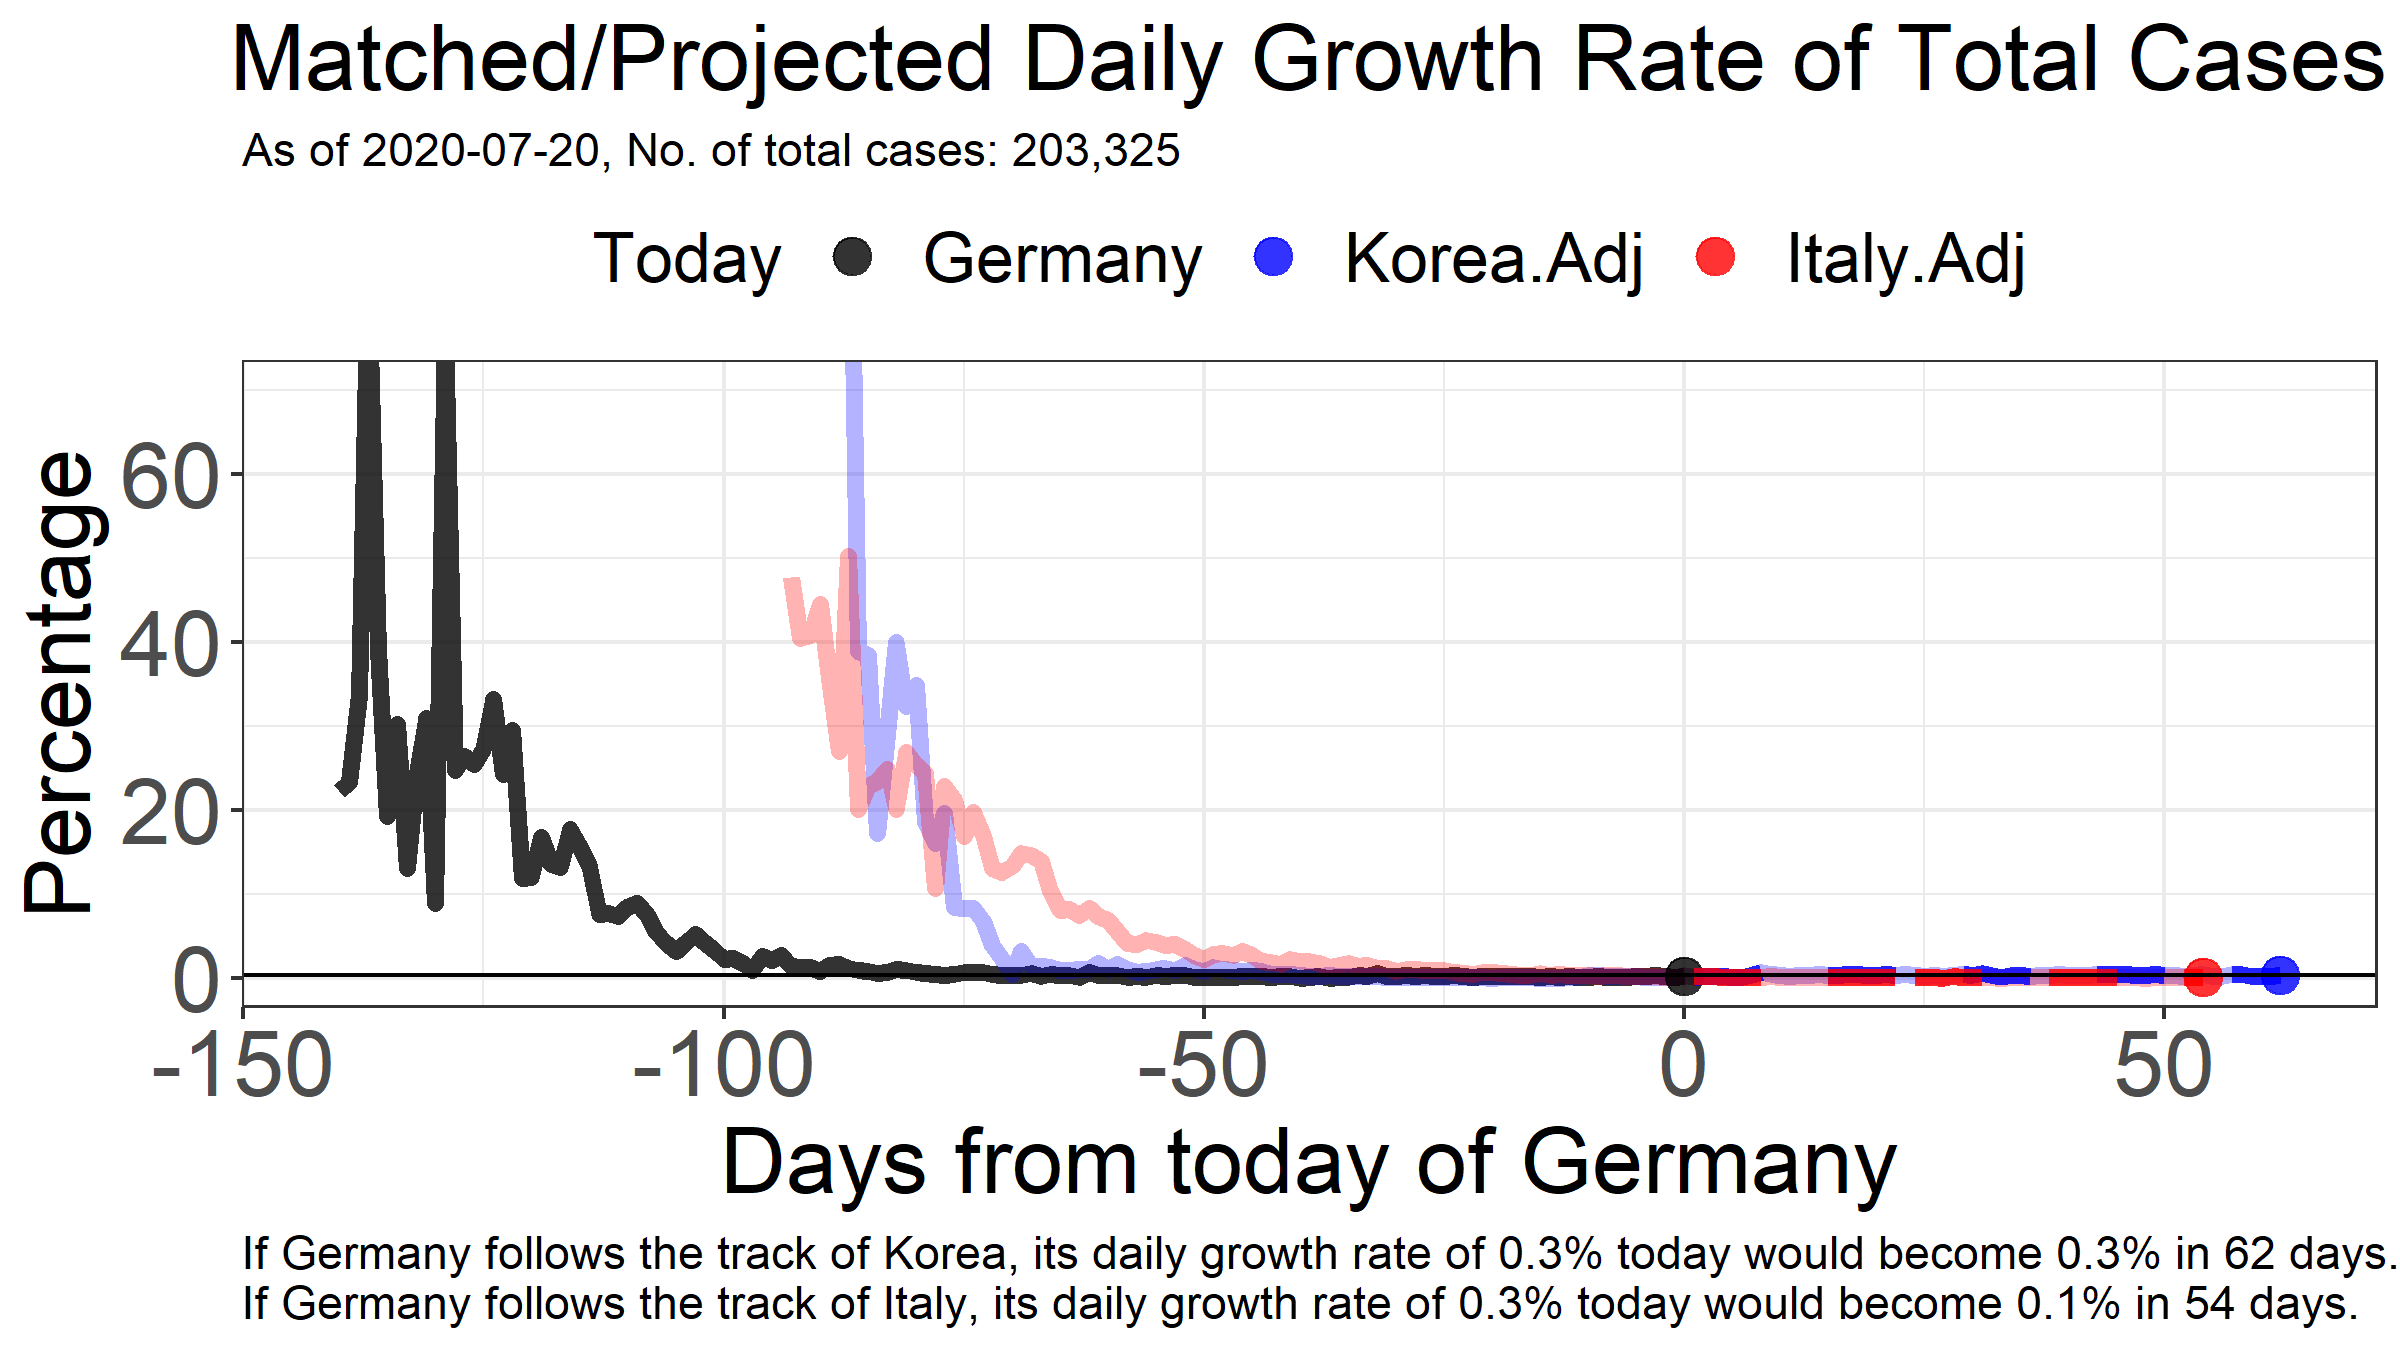 Matched/Projected Daily Growth Rate of Total Cases
As of 2020-07-20, No. of total cases: 203,325
Today Germany Korea.Adj Italy.Adj
Percentage
60
40
20
0
-150 -100 -50 0 50
Days from today of Germany
If Germany follows the track of Korea, its daily growth rate of 0.3% today would become 0.3% in 62 days.
If Germany follows the track of Italy, its daily growth rate of 0.3% today would become 0.1% in 54 days.